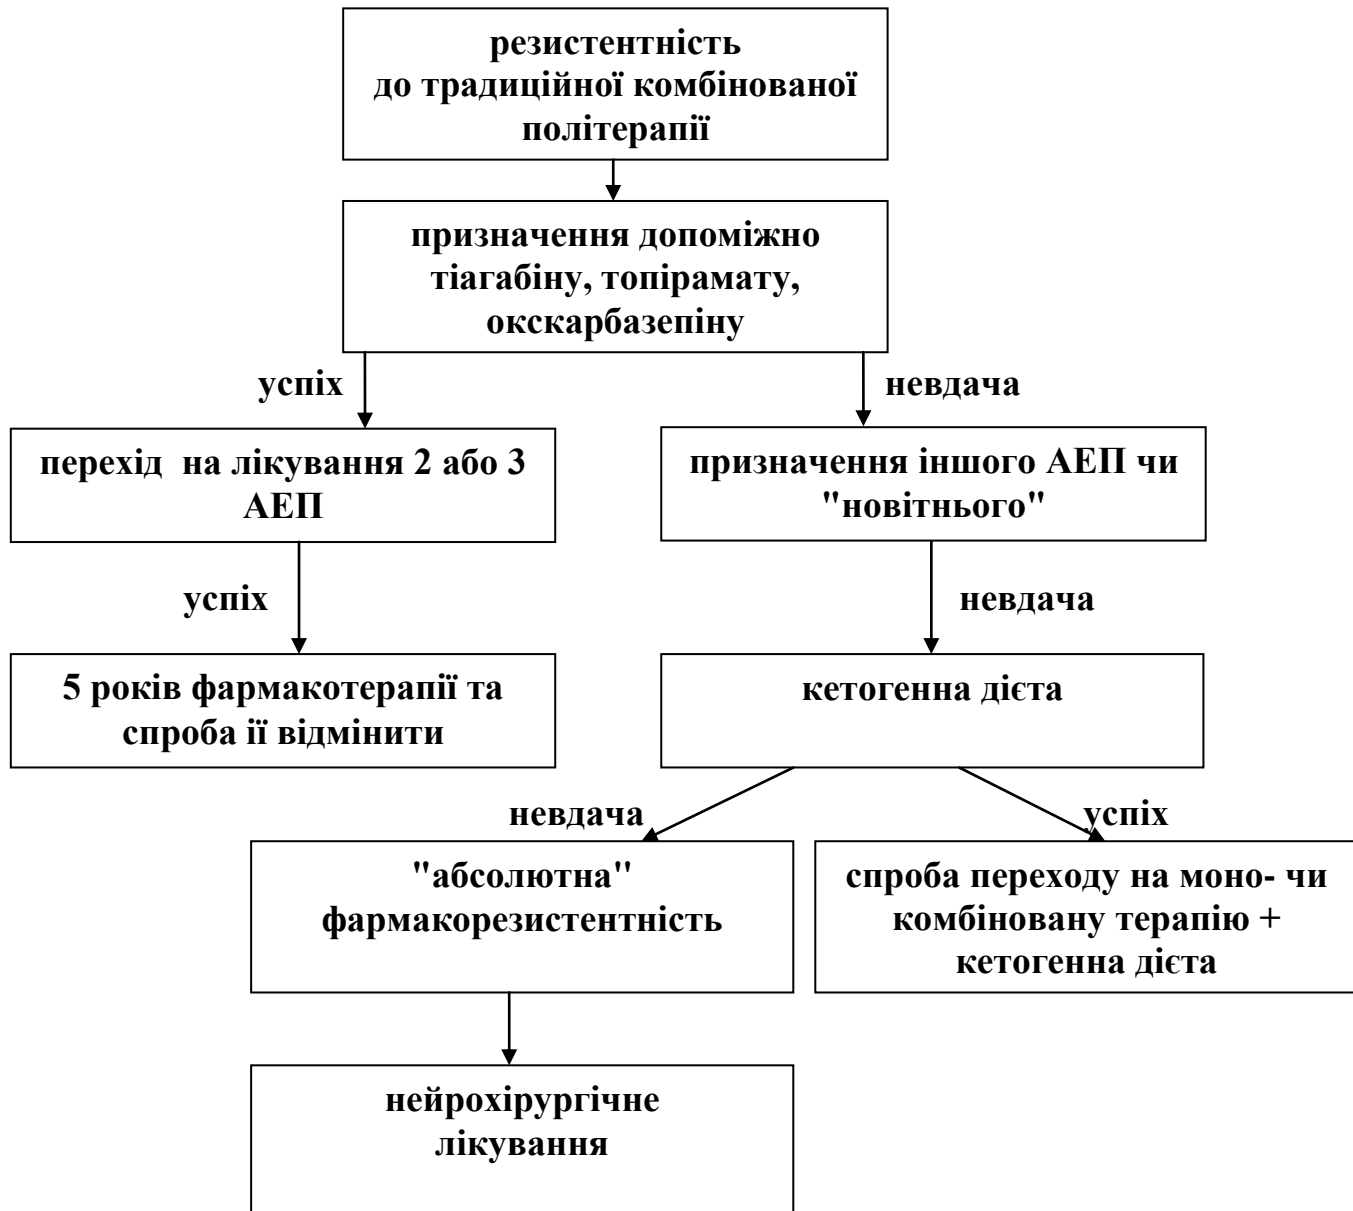 резистентність
до традиційної комбінованої
політерапії
призначення допоміжно
тіагабіну, топірамату,
окскарбазепіну
успіх
невдача
перехід на лікування 2 або 3
АЕП
призначення іншого АЕП чи
"новітнього"
успіх
невдача
5 років фармакотерапії та
спроба її відмінити
кетогенна дієта
невдача
успіх
"абсолютна"
фармакорезистентність
спроба переходу на моно- чи
комбіновану терапію +
кетогенна дієта
нейрохірургічне
лікування